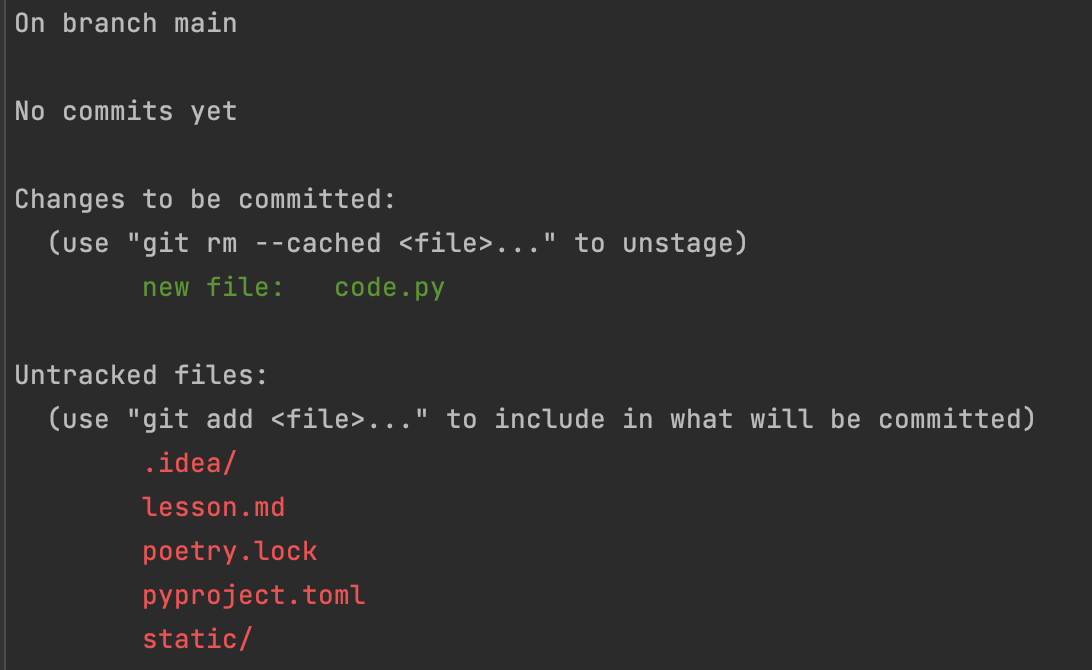 On branch main
No commits yet
Changes to be committed:
  (use "git rm --cached <file>..." to unstage)
        new file:   code.py
Untracked files:
  (use "git add <file>..." to include in what will be committed)
        .idea/
        lesson.md
        poetry.lock
        pyproject.toml
        static/